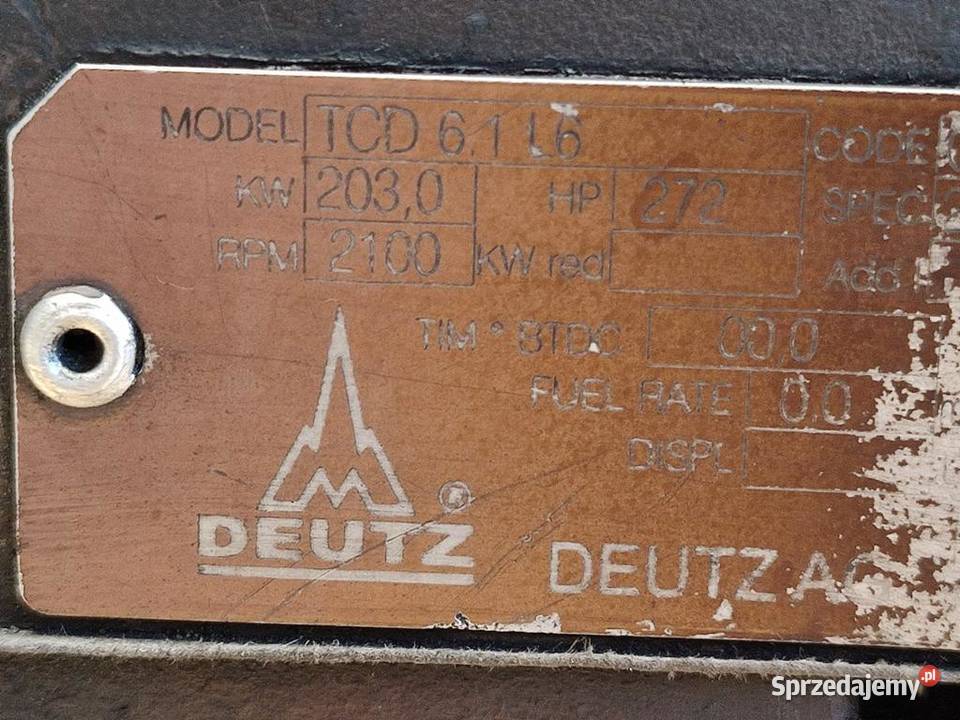 MODEL TCD 6,1 L6 CODE
KW 203,0 HP 272 SPEC
RPM 2100 KW red Add
TIM ° BTDC 00,0
FUEL RATE 0,0
DISPL
DEUTZ ®
DEUTZ AG
Sprzedajemy.pl